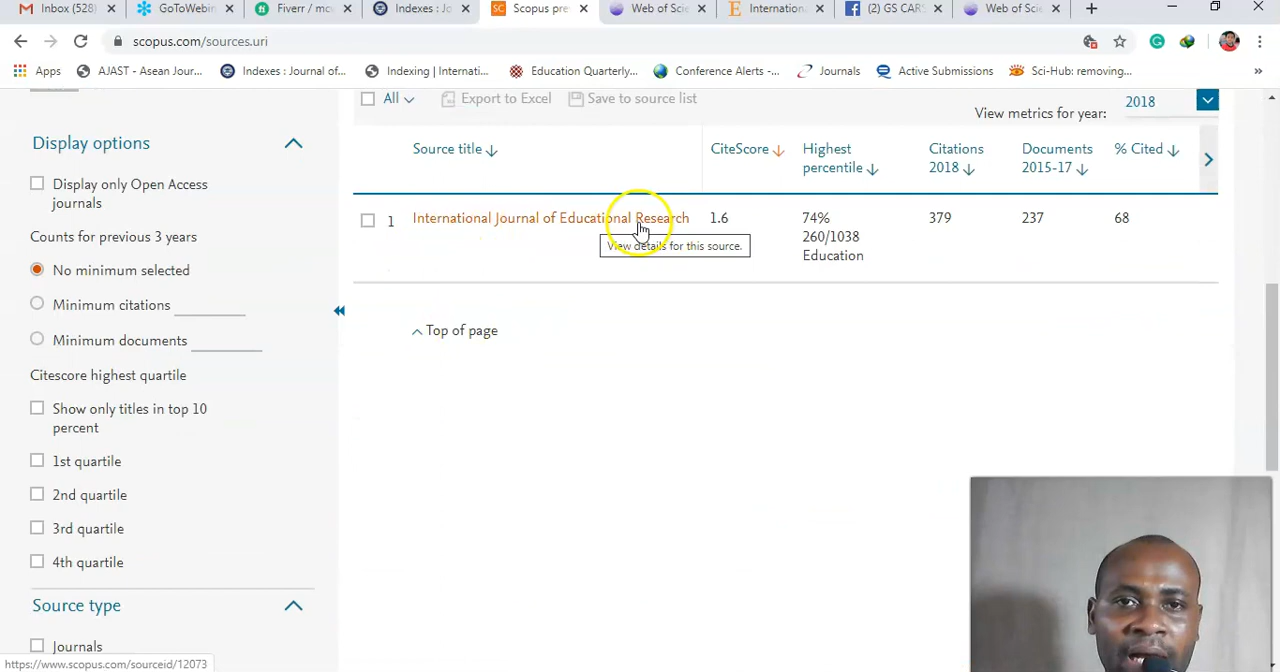 Inbox (528)
GoToWebin
Fiverr / mc
Indexes : Jo
Scopus pre
Web of Scie
Internation
(2) GS CAR
Web of Scie
scopus.com/sources.uri
Apps
AJAST - Asean Jour...
Indexes : Journal of...
Indexing | Internati...
Education Quarterly...
Conference Alerts -...
Journals
Active Submissions
Sci-Hub: removing...
»
All
Export to Excel
Save to source list
View metrics for year:
2018
Display options
Display only Open Access
journals
Counts for previous 3 years
No minimum selected
Minimum citations
Minimum documents
Citescore highest quartile
Show only titles in top 10
percent
1st quartile
2nd quartile
3rd quartile
4th quartile
Source type
Journals
https://www.scopus.com/sourceid/12073
Source title
CiteScore
Highest
percentile
Citations
2018
Documents
2015-17
% Cited
1
International Journal of Educational Research
1.6
74%
260/1038
Education
379
237
68
View details for this source.
Top of page